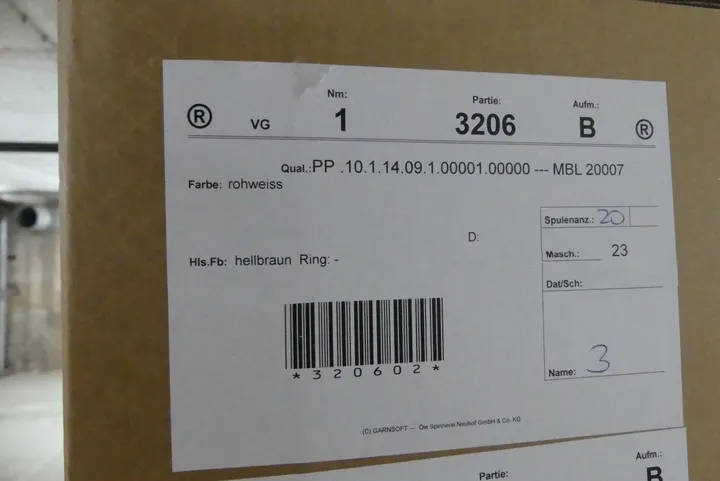 Nm: Partie: Aufm.:
® VG 1 3206 B ®
Qual.:PP .10.1.14.09.1.00001.00000 --- MBL 20007
Farbe: rohweiss
Spulenanz.: 20
D:
Masch.: 23
Hls.Fb: hellbraun Ring: -
Dat/Sch:
*320602*
Name: 3
(C) GARNSOFT --- Die Spinnerei Neuhof GmbH & Co. KG
Partie: Aufm.:
B